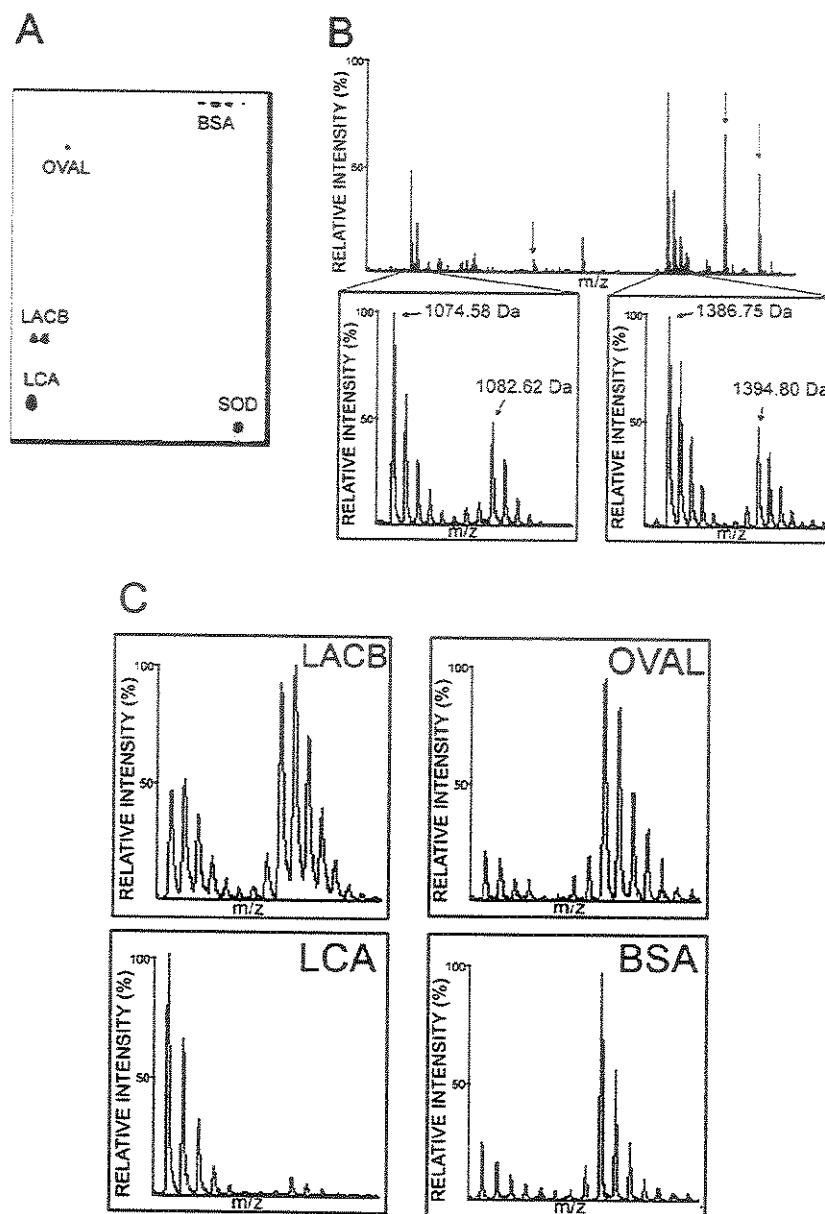 A
BSA
OVAL
LACB
LCA
SOD
B
RELATIVE INTENSITY (%)
100
50
m/z
RELATIVE INTENSITY (%)
100
50
1074.58 Da
1082.62 Da
m/z
RELATIVE INTENSITY (%)
100
50
1386.75 Da
1394.80 Da
m/z
C
LACB
RELATIVE INTENSITY (%)
100
50
m/z
OVAL
RELATIVE INTENSITY (%)
100
50
m/z
LCA
RELATIVE INTENSITY (%)
100
50
m/z
BSA
RELATIVE INTENSITY (%)
100
50
m/z